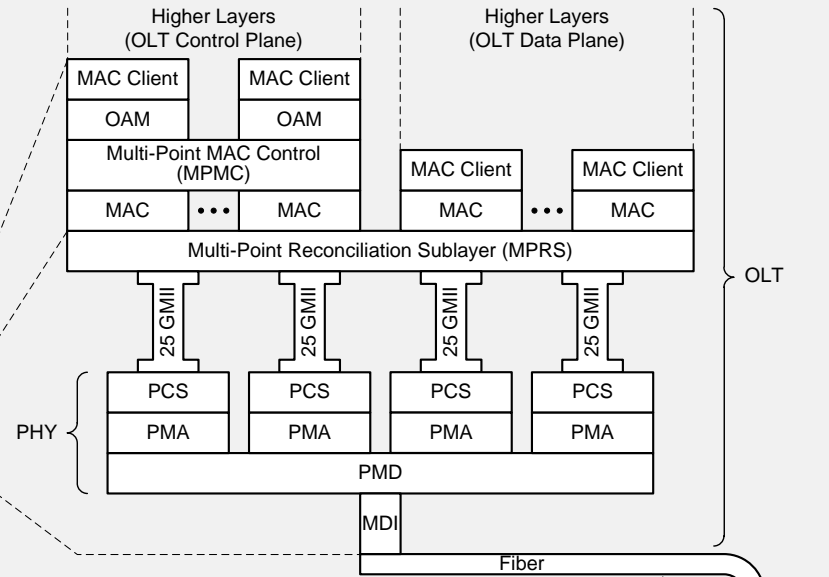 Higher Layers
(OLT Control Plane)
Higher Layers
(OLT Data Plane)
MAC Client
MAC Client
OAM
OAM
Multi-Point MAC Control
(MPMC)
MAC Client
MAC Client
MAC
•••
MAC
MAC
•••
MAC
Multi-Point Reconciliation Sublayer (MPRS)
OLT
25 GMII
25 GMII
25 GMII
25 GMII
PCS
PCS
PCS
PCS
PHY
PMA
PMA
PMA
PMA
PMD
MDI
Fiber